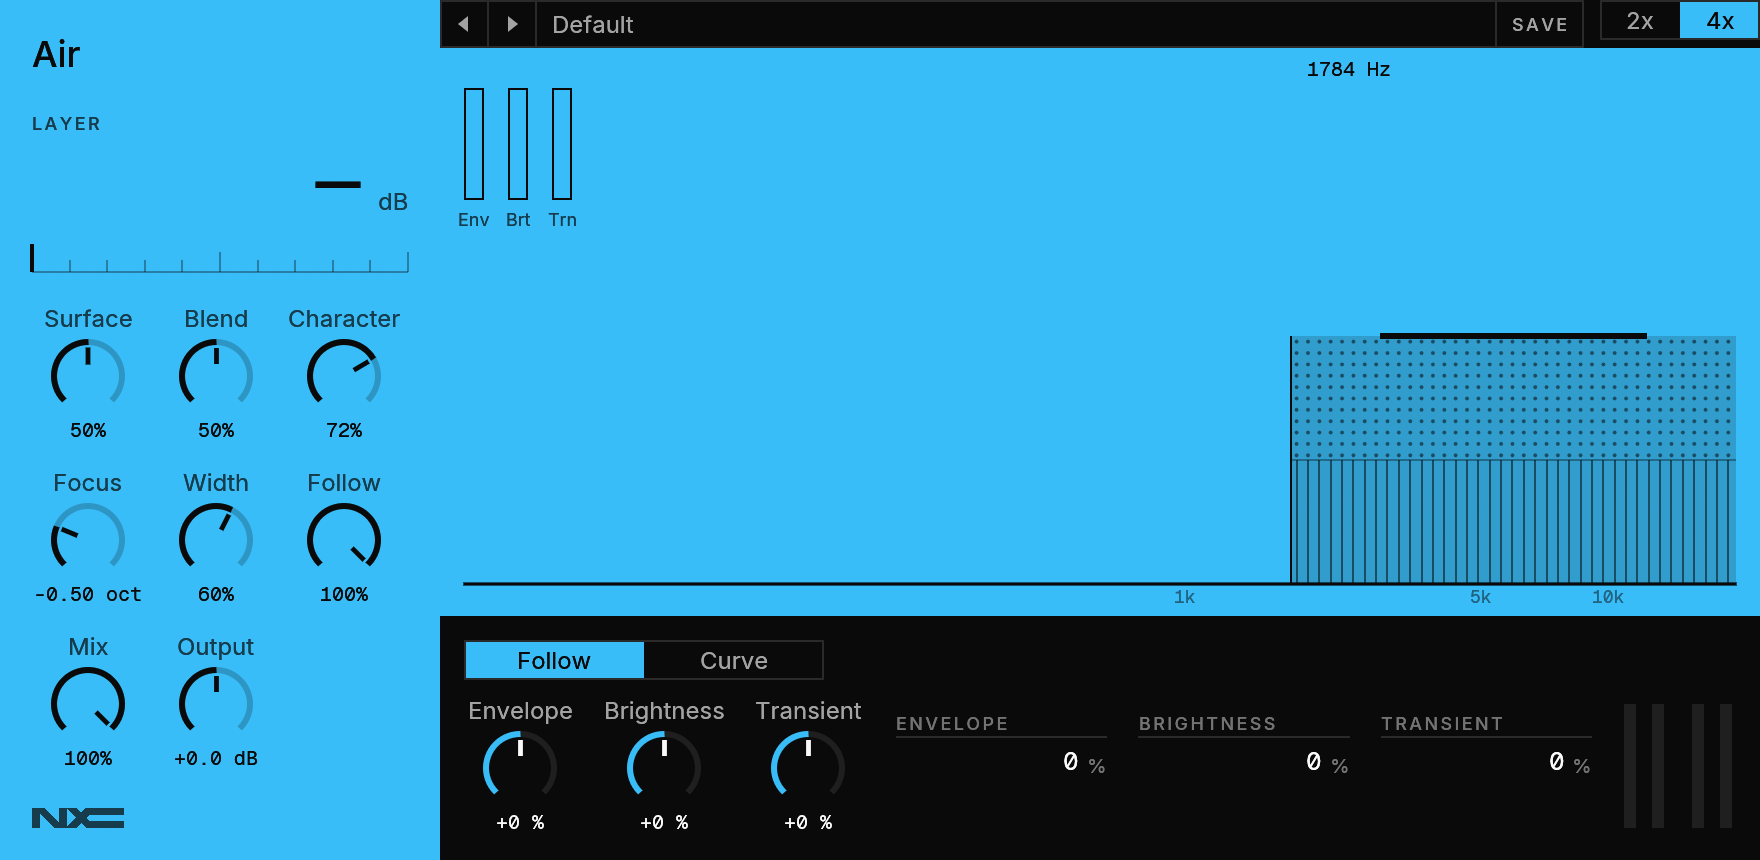 Air
LAYER
— dB
Surface Blend Character
50% 50% 72%
Focus Width Follow
-0.50 oct 60% 100%
Mix Output
100% +0.0 dB
NXC
Default SAVE 2x 4x
1784 Hz
Env Brt Trn
1k 5k 10k
Follow Curve
Envelope Brightness Transient
+0 % +0 % +0 %
ENVELOPE BRIGHTNESS TRANSIENT
0 % 0 % 0 %